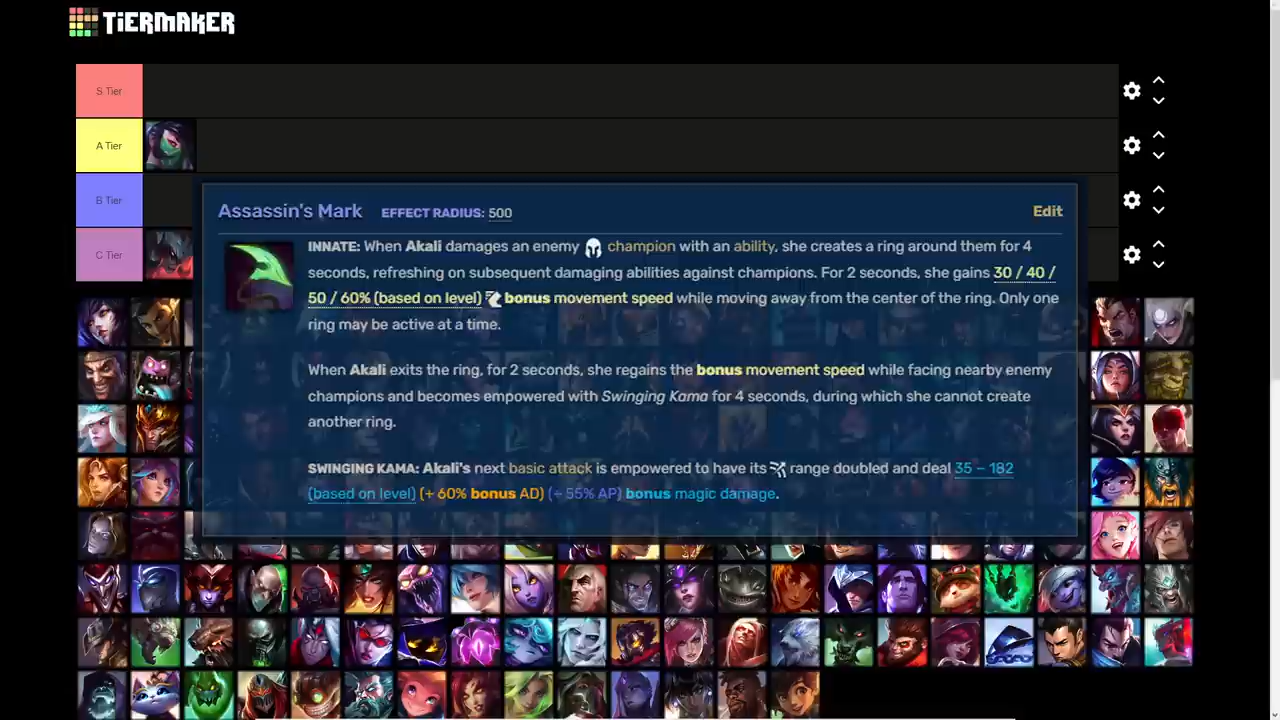 TiERMAKER
S Tier
A Tier
B Tier
C Tier
Assassin's Mark EFFECT RADIUS: 500 Edit
INNATE: When Akali damages an enemy champion with an ability, she creates a ring around them for 4
seconds, refreshing on subsequent damaging abilities against champions. For 2 seconds, she gains 30 / 40 /
50 / 60% (based on level) bonus movement speed while moving away from the center of the ring. Only one
ring may be active at a time.
When Akali exits the ring, for 2 seconds, she regains the bonus movement speed while facing nearby enemy
champions and becomes empowered with Swinging Kama for 4 seconds, during which she cannot create
another ring.
SWINGING KAMA: Akali's next basic attack is empowered to have its range doubled and deal 35 – 182
(based on level) (+ 60% bonus AD) (+ 55% AP) bonus magic damage.